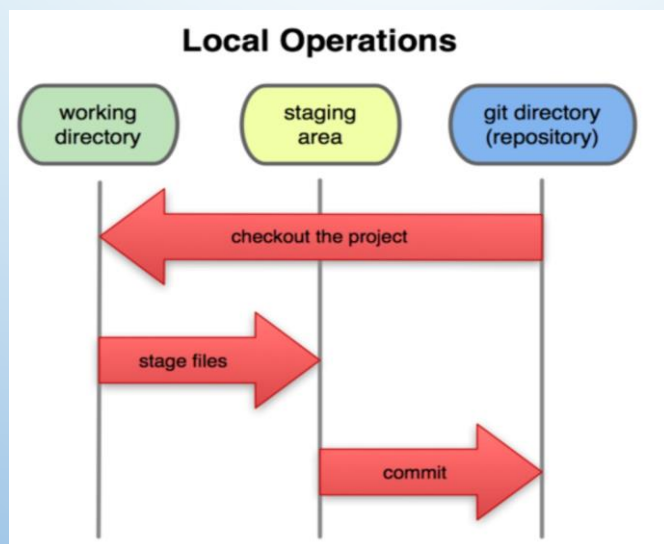 Local Operations
working
directory
staging
area
git directory
(repository)
checkout the project
stage files
commit